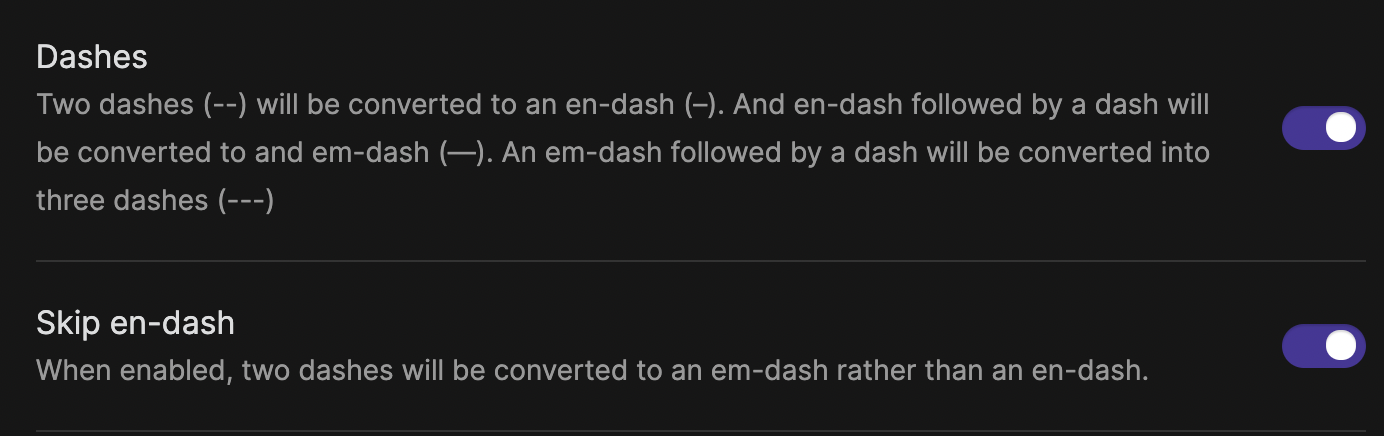 Dashes
Two dashes (--) will be converted to an en-dash (–). And en-dash followed by a dash will
be converted to and em-dash (—). An em-dash followed by a dash will be converted into
three dashes (---)
Skip en-dash
When enabled, two dashes will be converted to an em-dash rather than an en-dash.